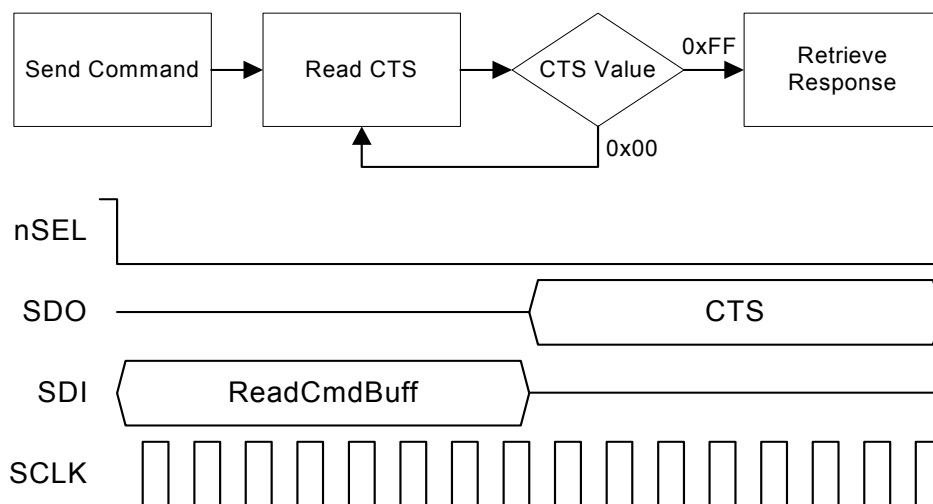 Send Command
Read CTS
CTS Value
0xFF
Retrieve
Response
0x00
nSEL
SDO
CTS
SDI
ReadCmdBuff
SCLK